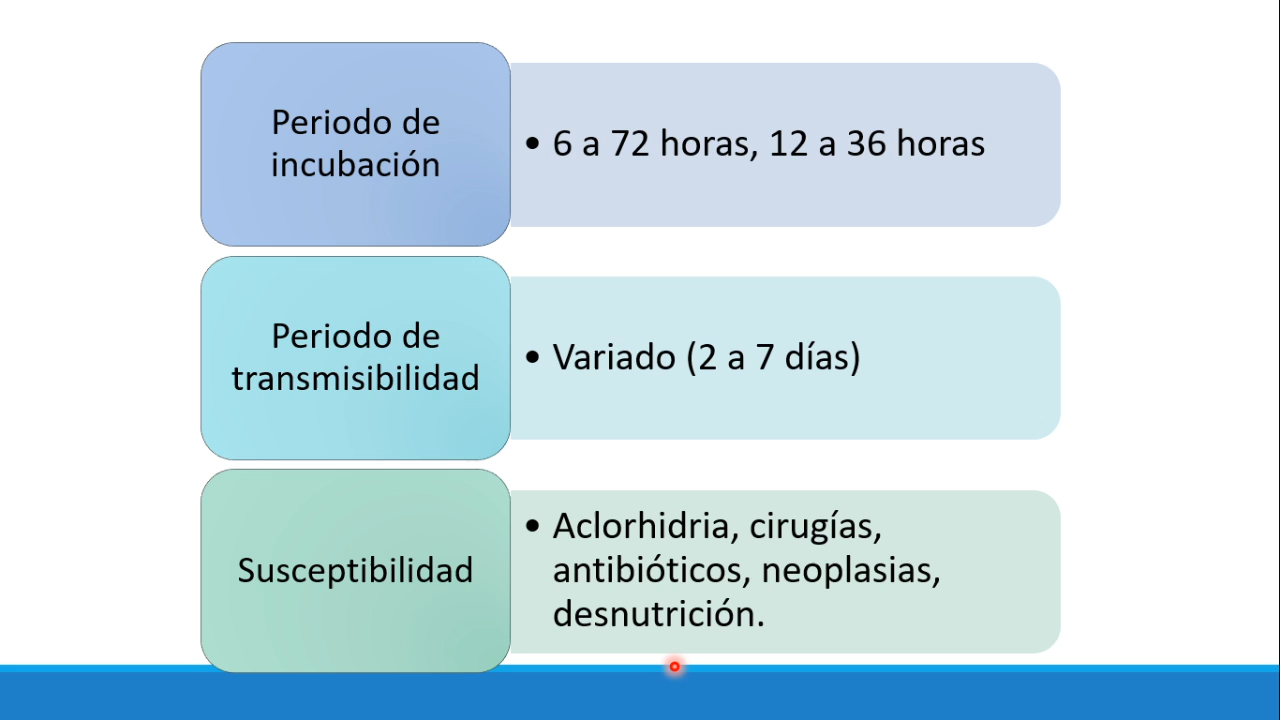 Periodo de
incubación
• 6 a 72 horas, 12 a 36 horas
Periodo de
transmisibilidad
• Variado (2 a 7 días)
Susceptibilidad
• Aclorhidria, cirugías,
antibióticos, neoplasias,
desnutrición.